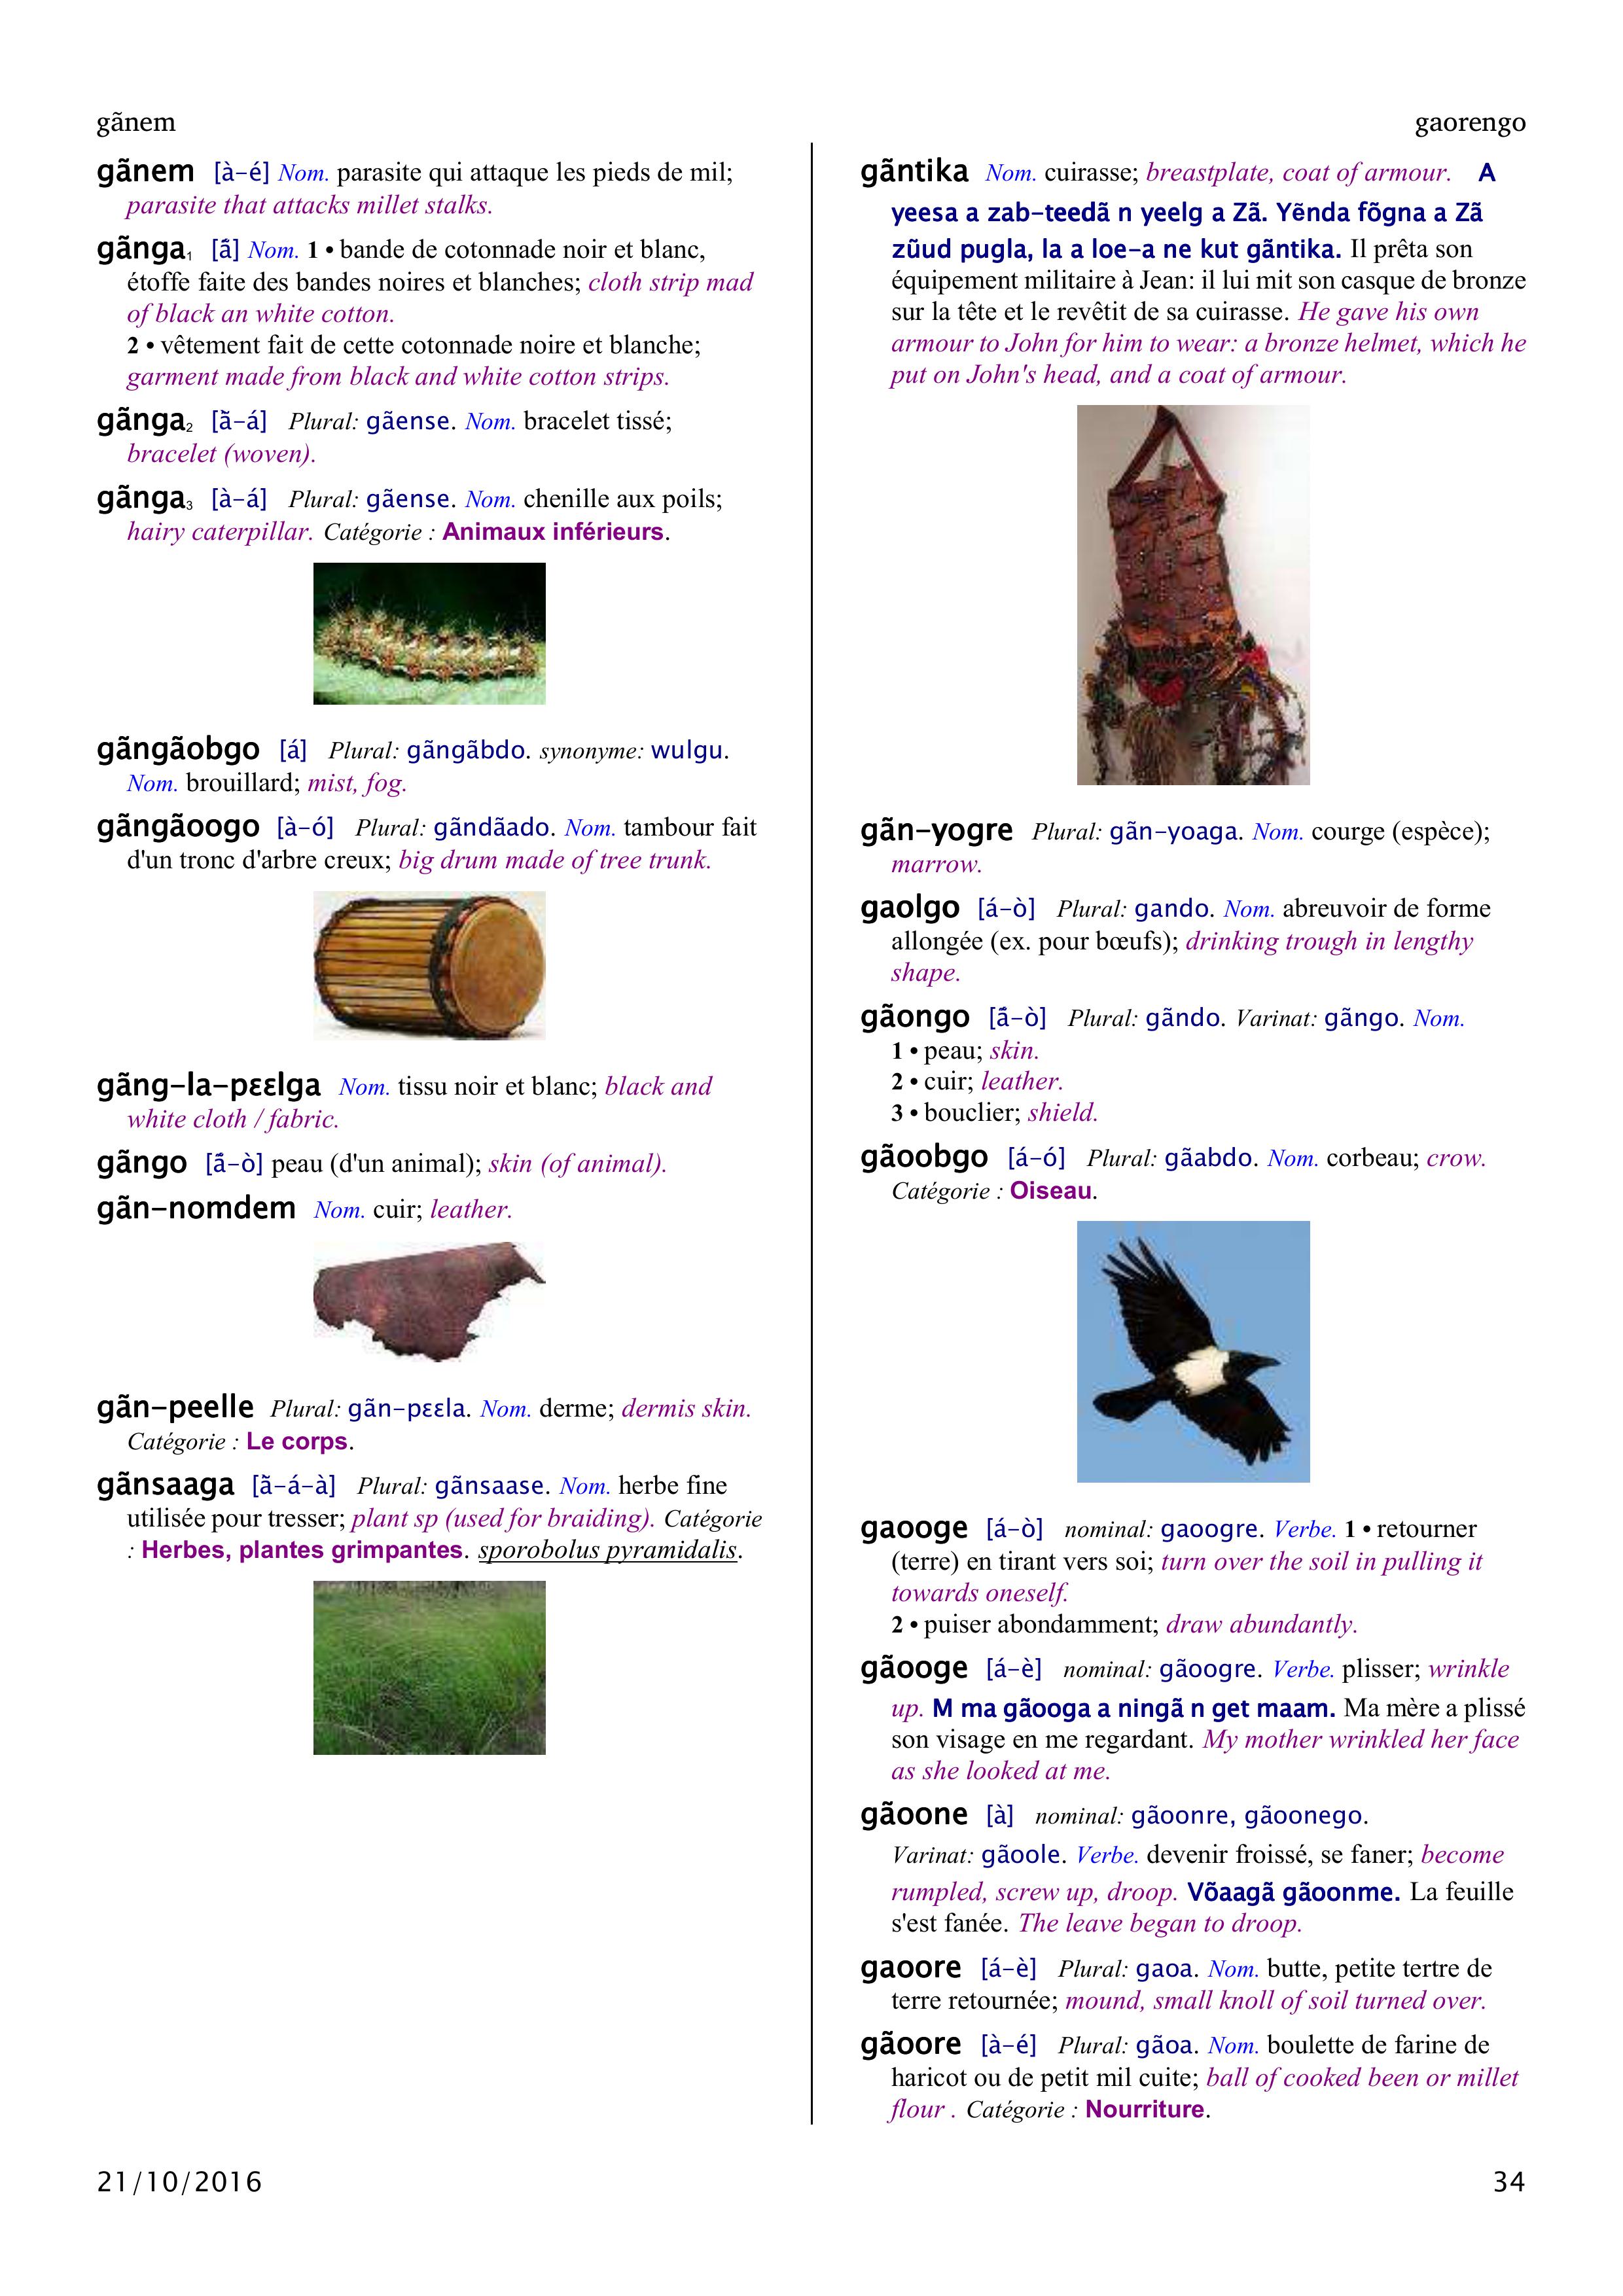 gãnem
gaorengo
gãnem [à–é] Nom. parasite qui attaque les pieds de mil;
parasite that attacks millet stalks.
gãnga₁ [ã́] Nom. 1 • bande de cotonnade noir et blanc,
étoffe faite des bandes noires et blanches; cloth strip mad
of black an white cotton.
2 • vêtement fait de cette cotonnade noire et blanche;
garment made from black and white cotton strips.
gãnga₂ [ã̀–á] Plural: gãense. Nom. bracelet tissé;
bracelet (woven).
gãnga₃ [à–á] Plural: gãense. Nom. chenille aux poils;
hairy caterpillar. Catégorie : Animaux inférieurs.
gãngãobgo [á] Plural: gãngãbdo. synonyme: wulgu.
Nom. brouillard; mist, fog.
gãngãoogo [à–ó] Plural: gãndãado. Nom. tambour fait
d'un tronc d'arbre creux; big drum made of tree trunk.
gãng–la–pɛɛlga Nom. tissu noir et blanc; black and
white cloth / fabric.
gãngo [ã́–ò] peau (d'un animal); skin (of animal).
gãn–nomdem Nom. cuir; leather.
gãn–peelle Plural: gãn–pɛɛla. Nom. derme; dermis skin.
Catégorie : Le corps.
gãnsaaga [ã̀–á–à] Plural: gãnsaase. Nom. herbe fine
utilisée pour tresser; plant sp (used for braiding). Catégorie
: Herbes, plantes grimpantes. sporobolus pyramidalis.
gãntika Nom. cuirasse; breastplate, coat of armour. A
yeesa a zab–teedã n yeelg a Zã. Yẽnda fõgna a Zã
zũud pugla, la a loe–a ne kut gãntika. Il prêta son
équipement militaire à Jean: il lui mit son casque de bronze
sur la tête et le revêtit de sa cuirasse. He gave his own
armour to John for him to wear: a bronze helmet, which he
put on John's head, and a coat of armour.
gãn–yogre Plural: gãn–yoaga. Nom. courge (espèce);
marrow.
gaolgo [á–ò] Plural: gando. Nom. abreuvoir de forme
allongée (ex. pour bœufs); drinking trough in lengthy
shape.
gãongo [ã́–ò] Plural: gãndo. Varinat: gãngo. Nom.
1 • peau; skin.
2 • cuir; leather.
3 • bouclier; shield.
gãoobgo [á–ó] Plural: gãabdo. Nom. corbeau; crow.
Catégorie : Oiseau.
gaooge [á–ò] nominal: gaoogre. Verbe. 1 • retourner
(terre) en tirant vers soi; turn over the soil in pulling it
towards oneself.
2 • puiser abondamment; draw abundantly.
gãooge [á–è] nominal: gãoogre. Verbe. plisser; wrinkle
up. M ma gãooga a ningã n get maam. Ma mère a plissé
son visage en me regardant. My mother wrinkled her face
as she looked at me.
gãoone [à] nominal: gãoonre, gãoonego.
Varinat: gãoole. Verbe. devenir froissé, se faner; become
rumpled, screw up, droop. Võaagã gãoonme. La feuille
s'est fanée. The leave began to droop.
gaoore [á–è] Plural: gaoa. Nom. butte, petite tertre de
terre retournée; mound, small knoll of soil turned over.
gãoore [à–é] Plural: gãoa. Nom. boulette de farine de
haricot ou de petit mil cuite; ball of cooked been or millet
flour . Catégorie : Nourriture.
21/10/2016
34